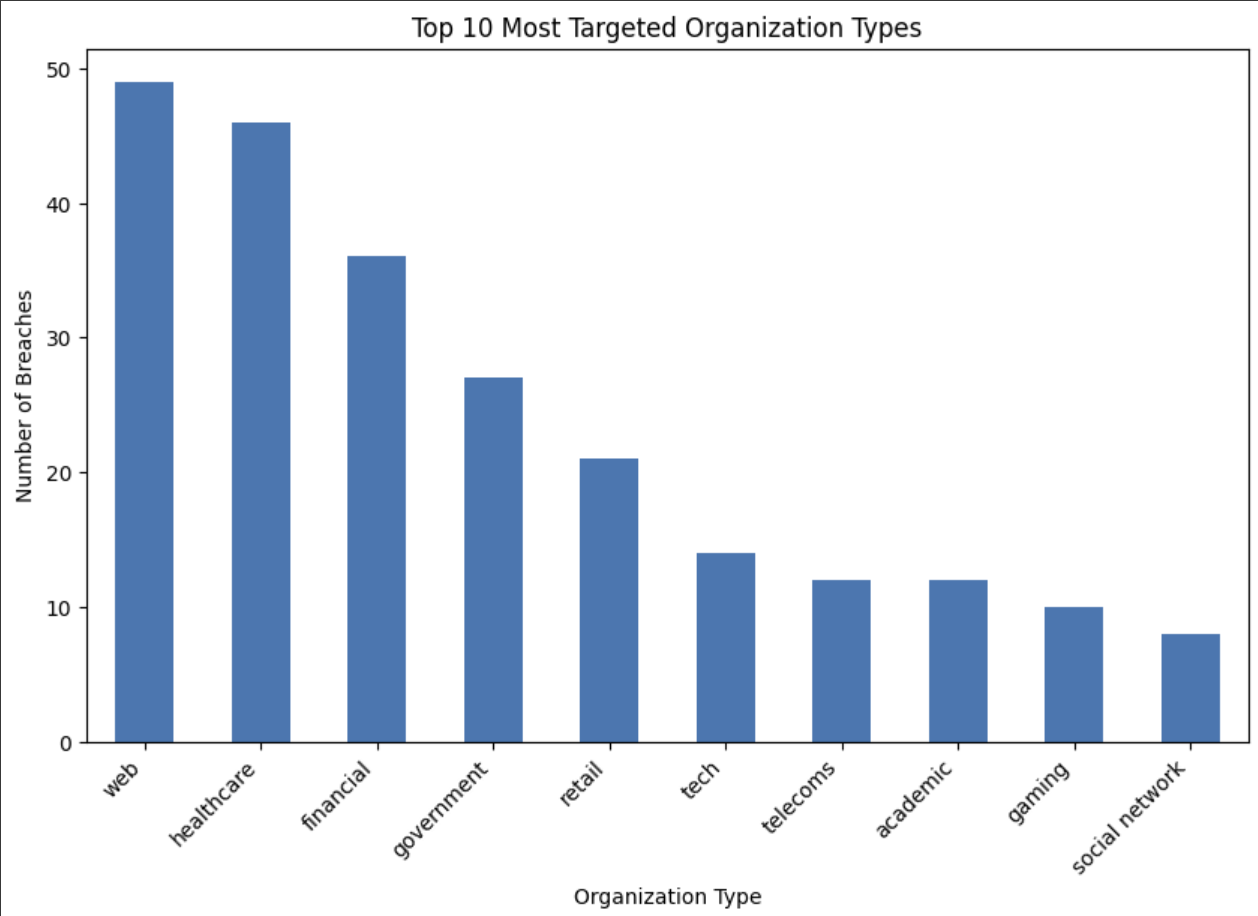 Top 10 Most Targeted Organization Types
50
40
30
20
10
0
Number of Breaches
web
healthcare
financial
government
retail
tech
telecoms
academic
gaming
social network
Organization Type